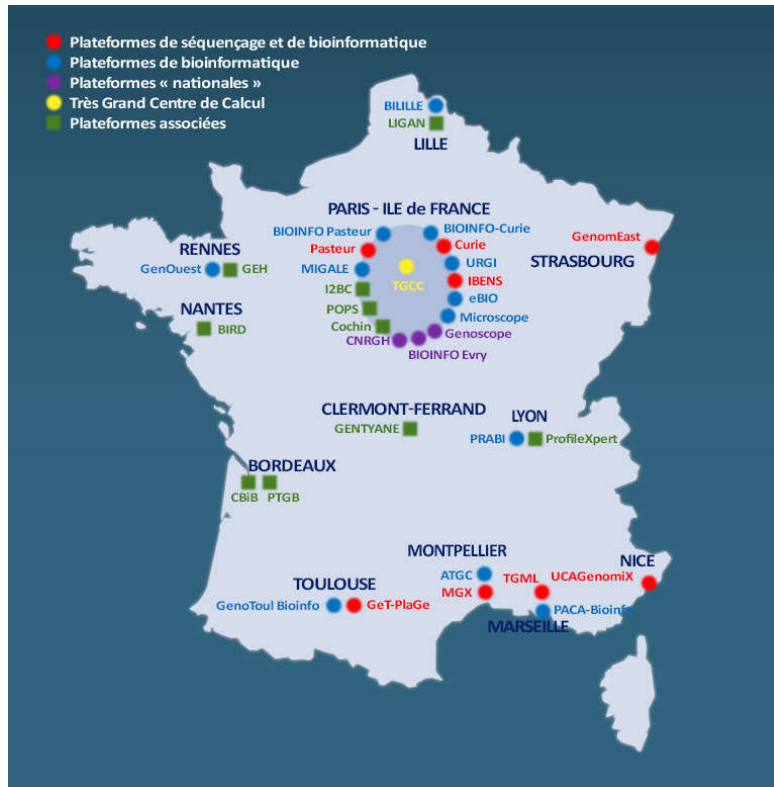 Plateformes de séquençage et de bioinformatique
Plateformes de bioinformatique
Plateformes « nationales »
Très Grand Centre de Calcul
Plateformes associées
BILILLE
LIGAN
LILLE
PARIS - ILE de FRANCE
BIOINFO Pasteur
BIOINFO-Curie
Pasteur
Curie
MIGALE
URGI
I2BC
TGCC
IBENS
POPS
eBIO
Cochin
Microscope
CNRGH
Genoscope
BIOINFO Evry
GenomEast
STRASBOURG
RENNES
GenOuest
GEH
NANTES
BIRD
CLERMONT-FERRAND
GENTYANE
LYON
PRABI
ProfileXpert
BORDEAUX
CBiB
PTGB
MONTPELLIER
ATGC
MGX
TGML
UCAGenomiX
NICE
TOULOUSE
GenoToul Bioinfo
GeT-PlaGe
PACA-Bioinfo
MARSEILLE